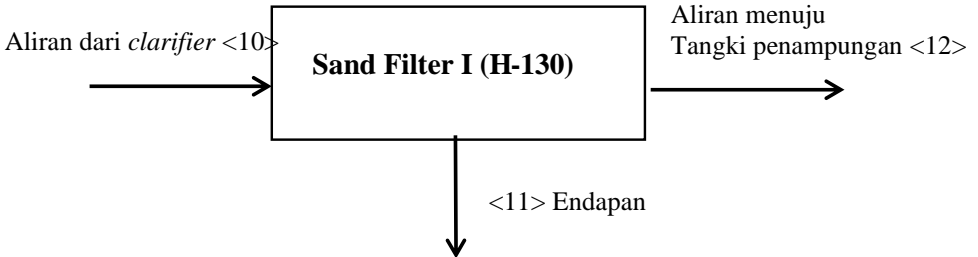 Aliran dari clarifier <10>
Sand Filter I (H-130)
Aliran menuju
Tangki penampungan <12>
<11> Endapan